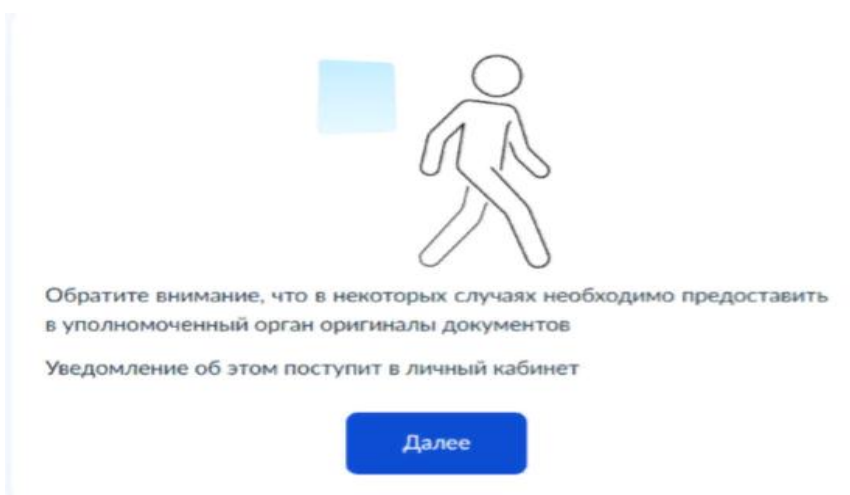 Обратите внимание, что в некоторых случаях необходимо предоставить
в уполномоченный орган оригиналы документов
Уведомление об этом поступит в личный кабинет
Далее